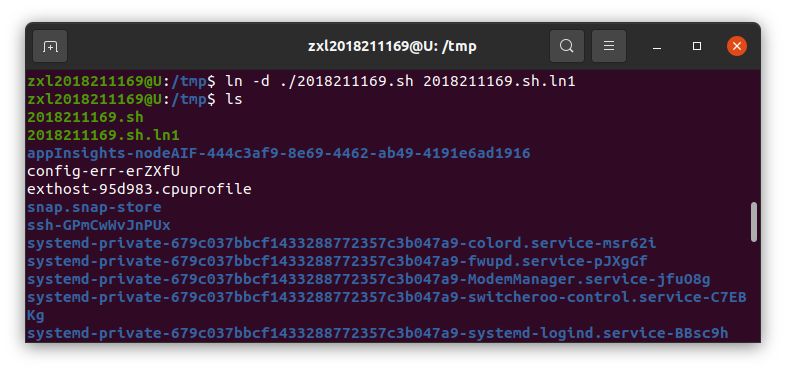 zxl2018211169@U: /tmp
zxl2018211169@U:/tmp$ ln -d ./2018211169.sh 2018211169.sh.ln1
zxl2018211169@U:/tmp$ ls
2018211169.sh
2018211169.sh.ln1
appInsights-nodeAIF-444c3af9-8e69-4462-ab49-4191e6ad1916
config-err-erZXfU
exthost-95d983.cpuprofile
snap.snap-store
ssh-GPmCwWvJnPUx
systemd-private-679c037bbcf1433288772357c3b047a9-colord.service-msr62i
systemd-private-679c037bbcf1433288772357c3b047a9-fwupd.service-pJXgGf
systemd-private-679c037bbcf1433288772357c3b047a9-ModemManager.service-jfuO8g
systemd-private-679c037bbcf1433288772357c3b047a9-switcheroo-control.service-C7EB
Kg
systemd-private-679c037bbcf1433288772357c3b047a9-systemd-logind.service-BBsc9h